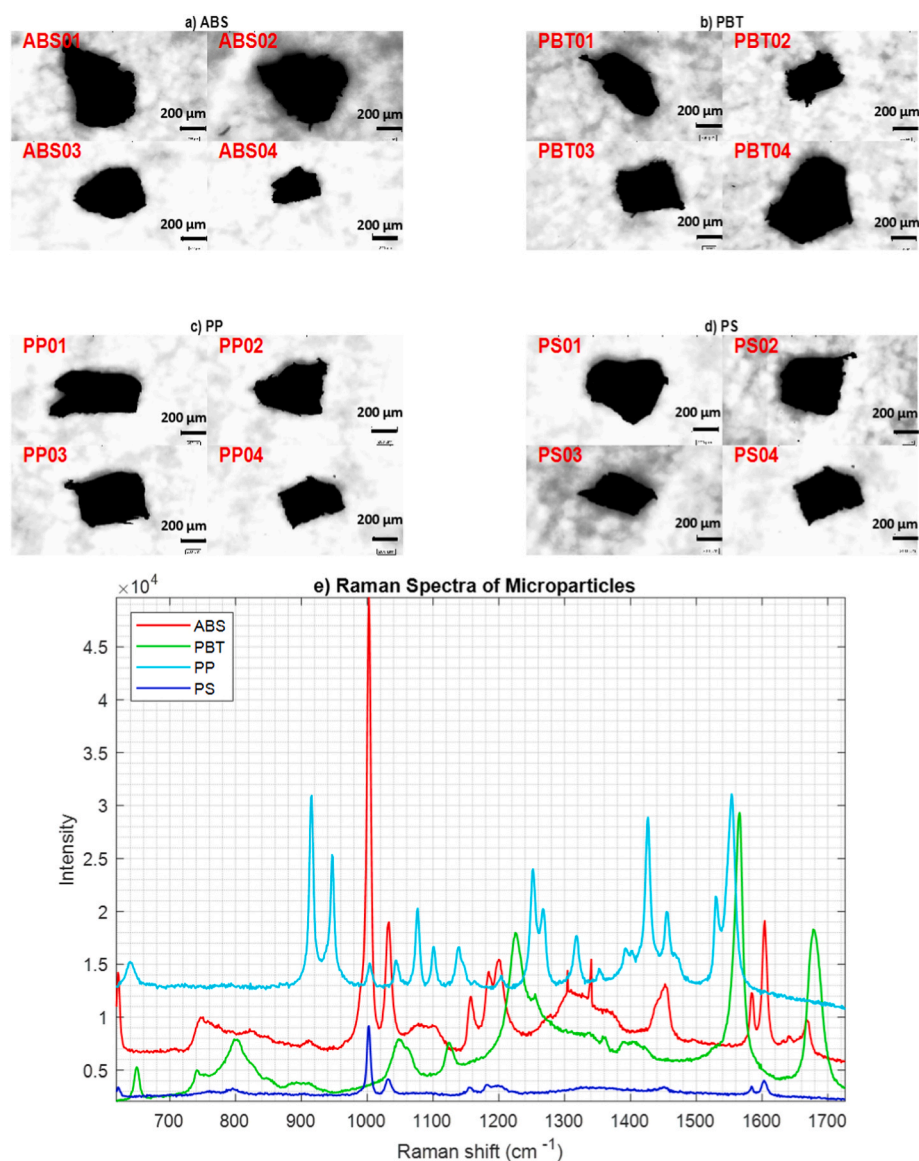 a) ABS
b) PBT
ABS01
ABS02
PBT01
PBT02
200 µm
200 µm
200 µm
200 µm
ABS03
ABS04
PBT03
PBT04
200 µm
200 µm
200 µm
200 µm
c) PP
d) PS
PP01
PP02
PS01
PS02
200 µm
200 µm
200 µm
200 µm
PP03
PP04
PS03
PS04
200 µm
200 µm
200 µm
200 µm
e) Raman Spectra of Microparticles
×10⁴
ABS
PBT
PP
PS
4.5
4
3.5
3
2.5
2
1.5
1
0.5
Intensity
700 800 900 1000 1100 1200 1300 1400 1500 1600 1700
Raman shift (cm ⁻¹)